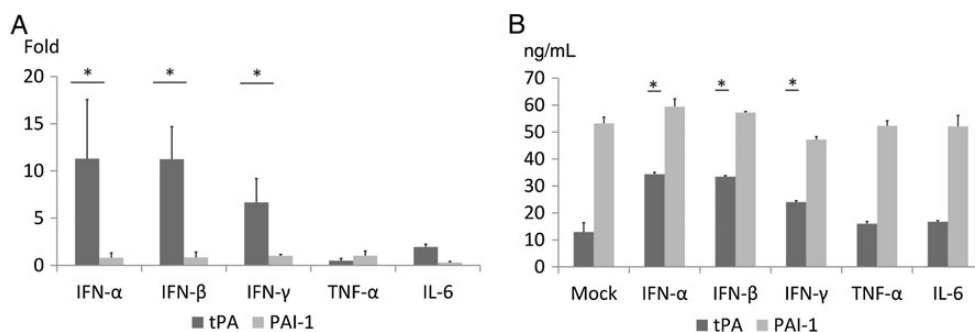 A
Fold
20
15
10
5
0
* * *
IFN-α IFN-β IFN-γ TNF-α IL-6
tPA PAI-1
B
ng/mL
70
60
50
40
30
20
10
0
* * *
Mock IFN-α IFN-β IFN-γ TNF-α IL-6
tPA PAI-1